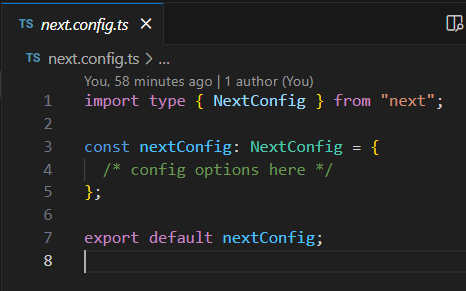 TS next.config.ts
TS next.config.ts > ...
You, 58 minutes ago | 1 author (You)
1 import type { NextConfig } from "next";
2
3 const nextConfig: NextConfig = {
4   /* config options here */
5 };
6
7 export default nextConfig;
8